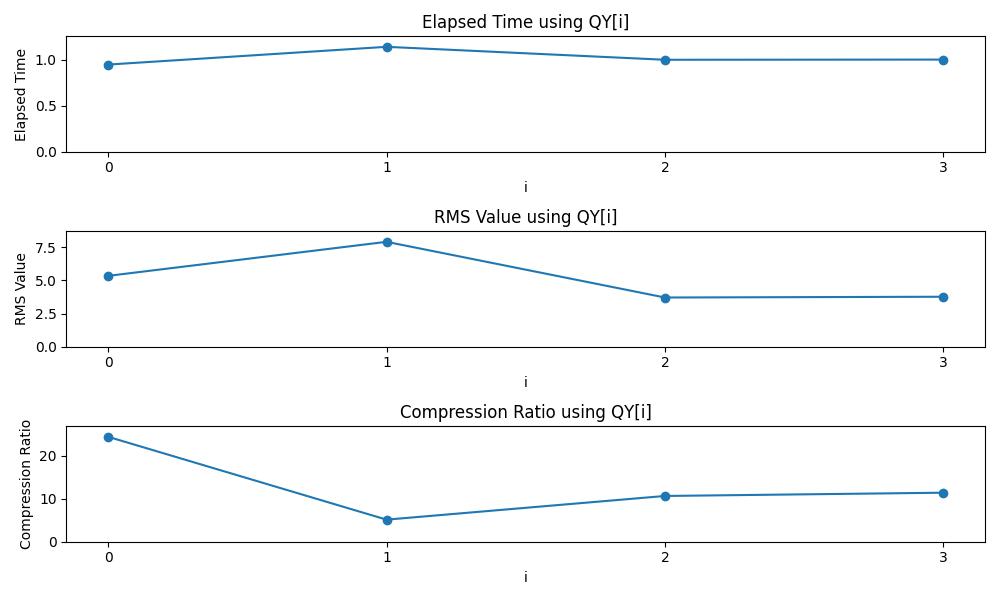 Elapsed Time using QY[i]
Elapsed Time
1.0
0.5
0.0
0 1 2 3
i
RMS Value using QY[i]
RMS Value
7.5
5.0
2.5
0.0
0 1 2 3
i
Compression Ratio using QY[i]
Compression Ratio
20
10
0
0 1 2 3
i